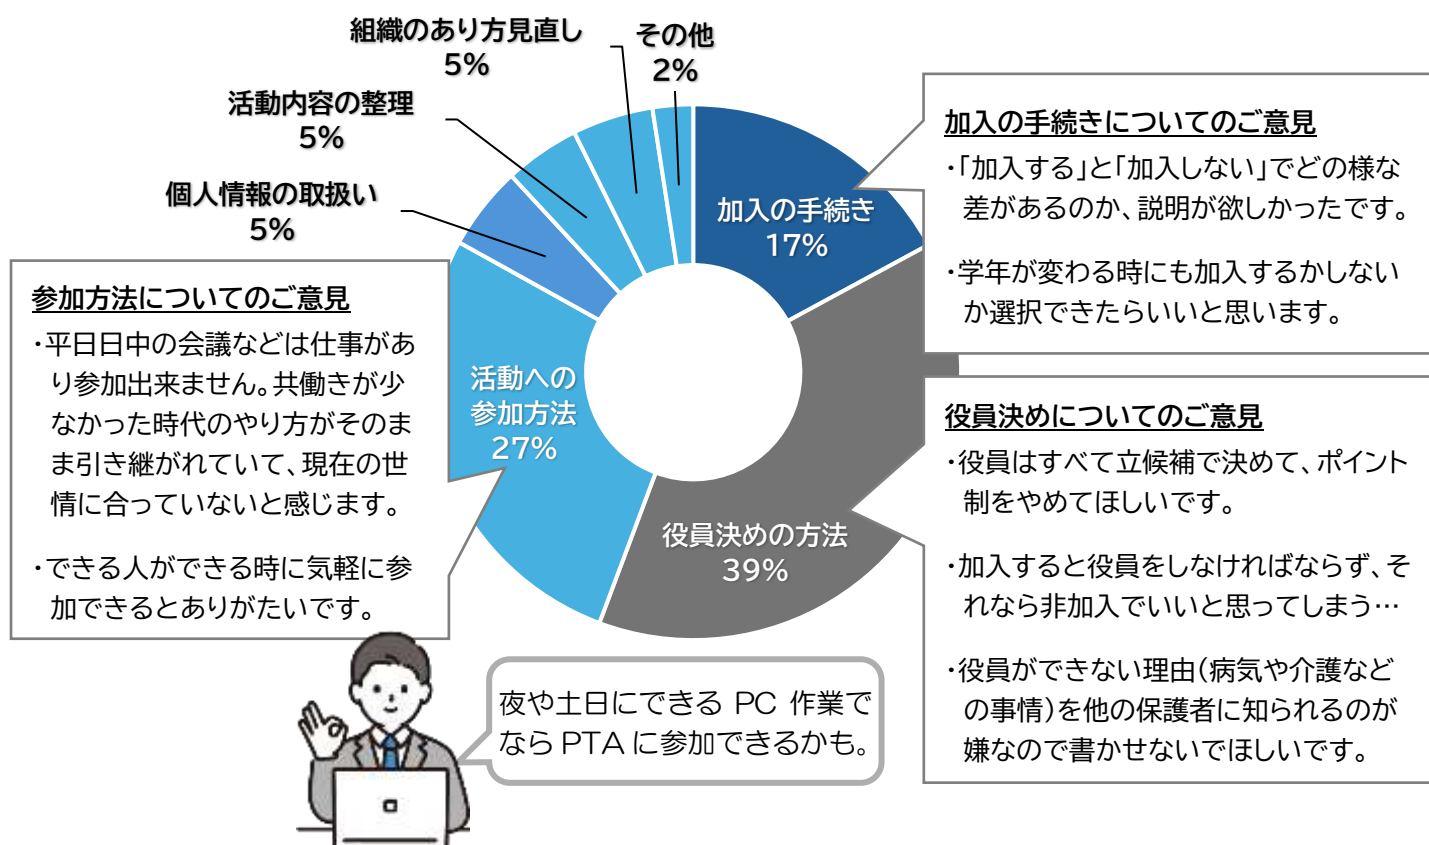 組織のあり方見直し
5%
その他
2%
活動内容の整理
5%
個人情報の取扱い
5%
加入の手続き
17%
活動への
参加方法
27%
役員決めの方法
39%
加入の手続きについてのご意見
・「加入する」と「加入しない」でどの様な
差があるのか、説明が欲しかったです。
・学年が変わる時にも加入するかしない
か選択できたらいいと思います。
参加方法についてのご意見
・平日日中の会議などは仕事があ
り参加出来ません。共働きが少
なかった時代のやり方がそのま
ま引き継がれていて、現在の世
情に合っていないと感じます。
・できる人ができる時に気軽に参
加できるとありがたいです。
役員決めについてのご意見
・役員はすべて立候補で決めて、ポイント
制をやめてほしいです。
・加入すると役員をしなければならず、そ
れなら非加入でいいと思ってしまう…
・役員ができない理由(病気や介護など
の事情)を他の保護者に知られるのが
嫌なので書かせないでほしいです。
夜や土日にできる PC 作業で
なら PTA に参加できるかも。